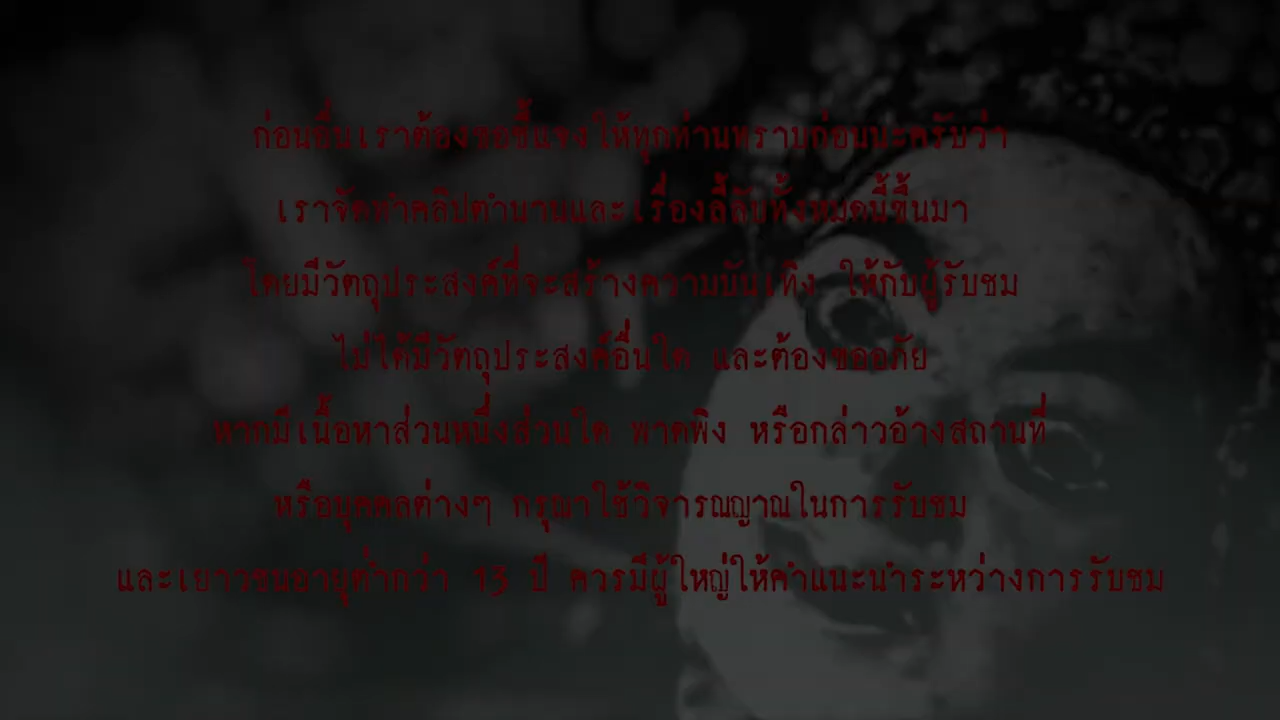 ก่อนอื่นเราต้องขอชี้แจงให้ทุกท่านทราบก่อนนะครับว่า
เราจัดทำคลิปตำนานและเรื่องลี้ลับทั้งหมดนี้ขึ้นมา
โดยมีวัตถุประสงค์ที่จะสร้างความบันเทิง ให้กับผู้รับชม
ไม่ได้มีวัตถุประสงค์อื่นใด และต้องขออภัย
หากมีเนื้อหาส่วนหนึ่งส่วนใด พาดพิง หรือกล่าวอ้างสถานที่
หรือบุคคลต่างๆ กรุณาใช้วิจารณญาณในการรับชม
และเยาวชนอายุต่ำกว่า 13 ปี ควรมีผู้ใหญ่ให้คำแนะนำระหว่างการรับชม